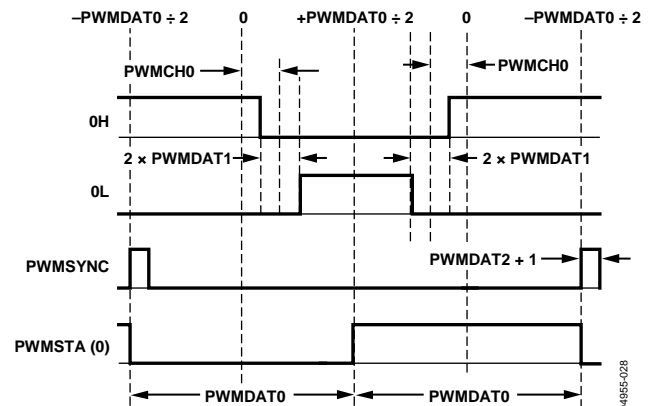 –PWMDAT0 ÷ 2 0 +PWMDAT0 ÷ 2 0 –PWMDAT0 ÷ 2
PWMCH0 PWMCH0
0H
2 × PWMDAT1 2 × PWMDAT1
0L
PWMDAT2 + 1
PWMSYNC
PWMSTA (0)
PWMDAT0 PWMDAT0
4955-028